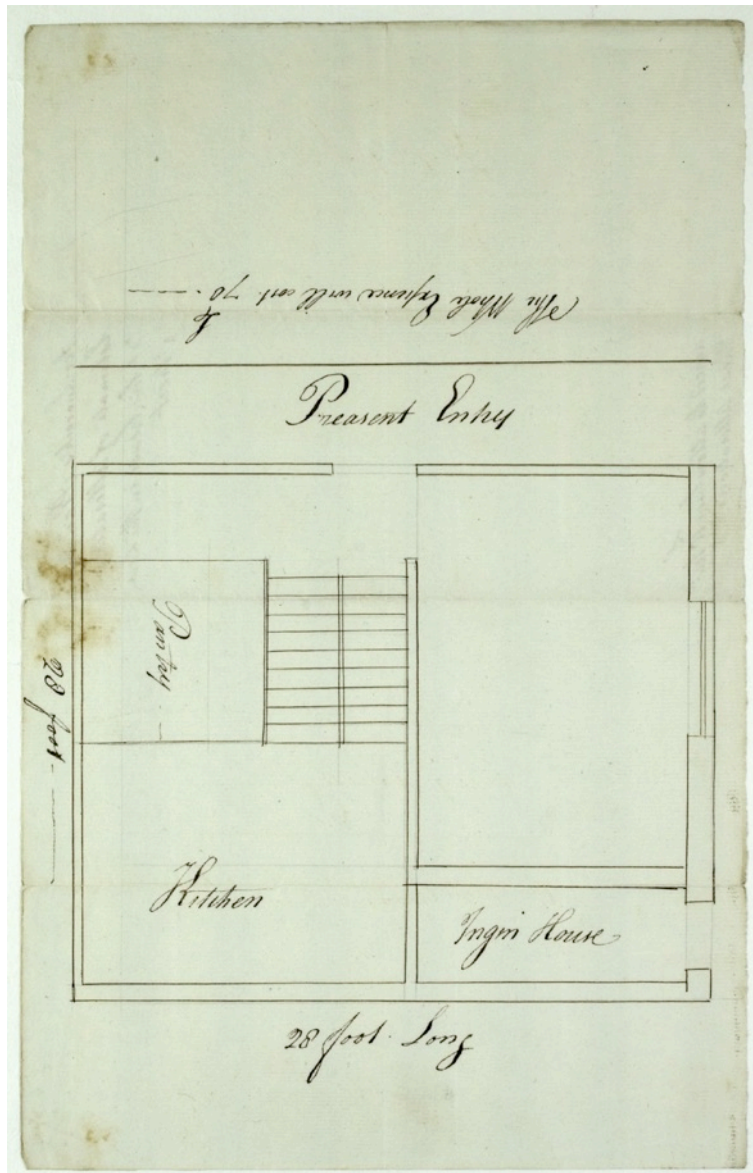 The Whole Expence will cost £70.
Preasent Entry
Pantry
28 foot
Kitchen
Ingin House
28 foot. Long